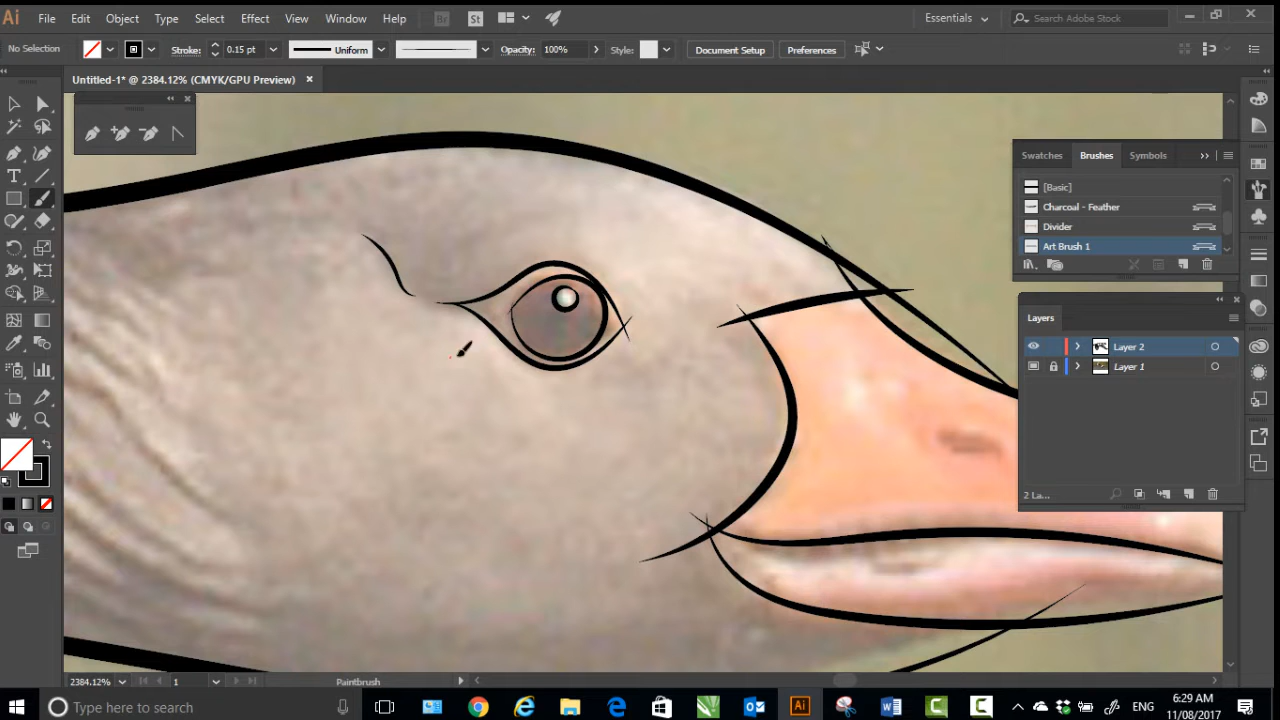 Ai File Edit Object Type Select Effect View Window Help Br St Essentials Search Adobe Stock
No Selection Stroke: 0.15 pt Uniform Opacity: 100% Style: Document Setup Preferences
Untitled-1* @ 2384.12% (CMYK/GPU Preview)
Swatches Brushes Symbols
[Basic]
Charcoal - Feather
Divider
Art Brush 1
Layers
Layer 2
Layer 1
2 La...
2384.12% 1 Paintbrush
Type here to search
ENG
6:29 AM
11/08/2017